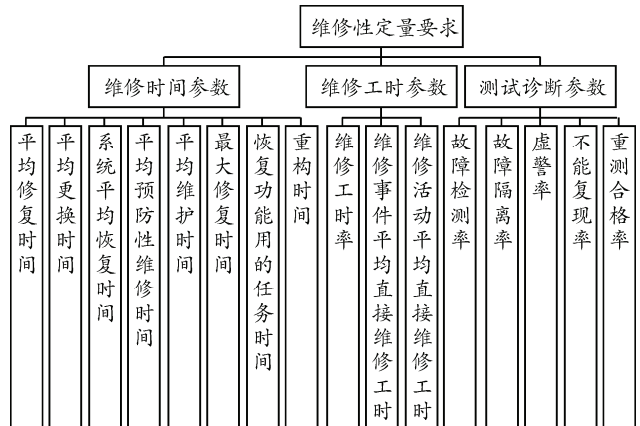 维修性定量要求
维修时间参数
维修工时参数
测试诊断参数
平均修复时间
平均更换时间
系统平均恢复时间
平均预防性维修时间
平均维护时间
最大修复时间
恢复功能用的任务时间
重构时间
维修工时率
维修事件平均直接维修工时
维修活动平均直接维修工时
故障检测率
故障隔离率
虚警率
不能复现率
重测合格率